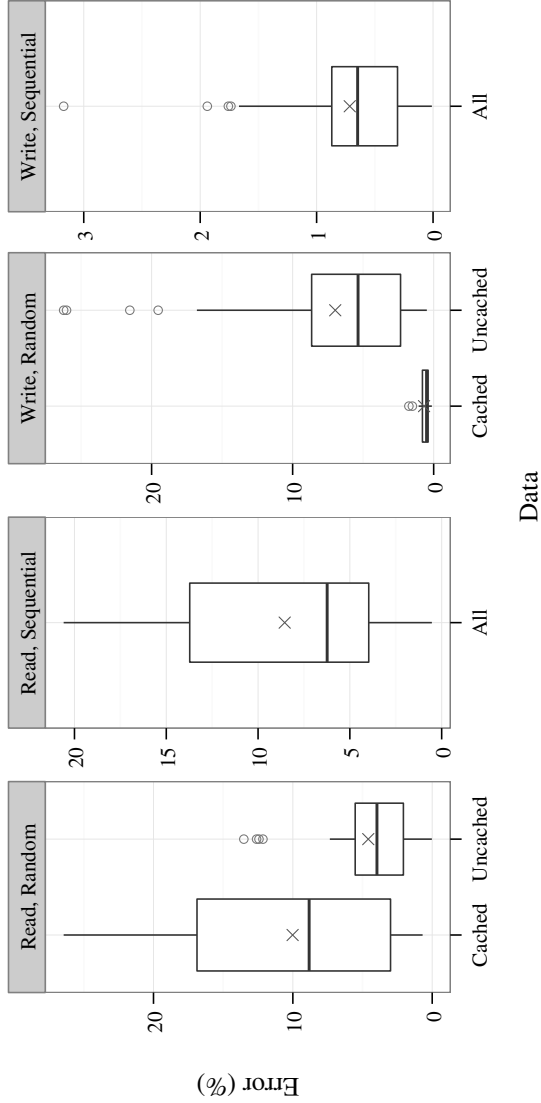 Read, Random
Read, Sequential
Write, Random
Write, Sequential
Error (%)
20
10
0
Cached
Uncached
20
15
10
5
0
All
20
10
0
Cached
Uncached
3
2
1
0
All
Data